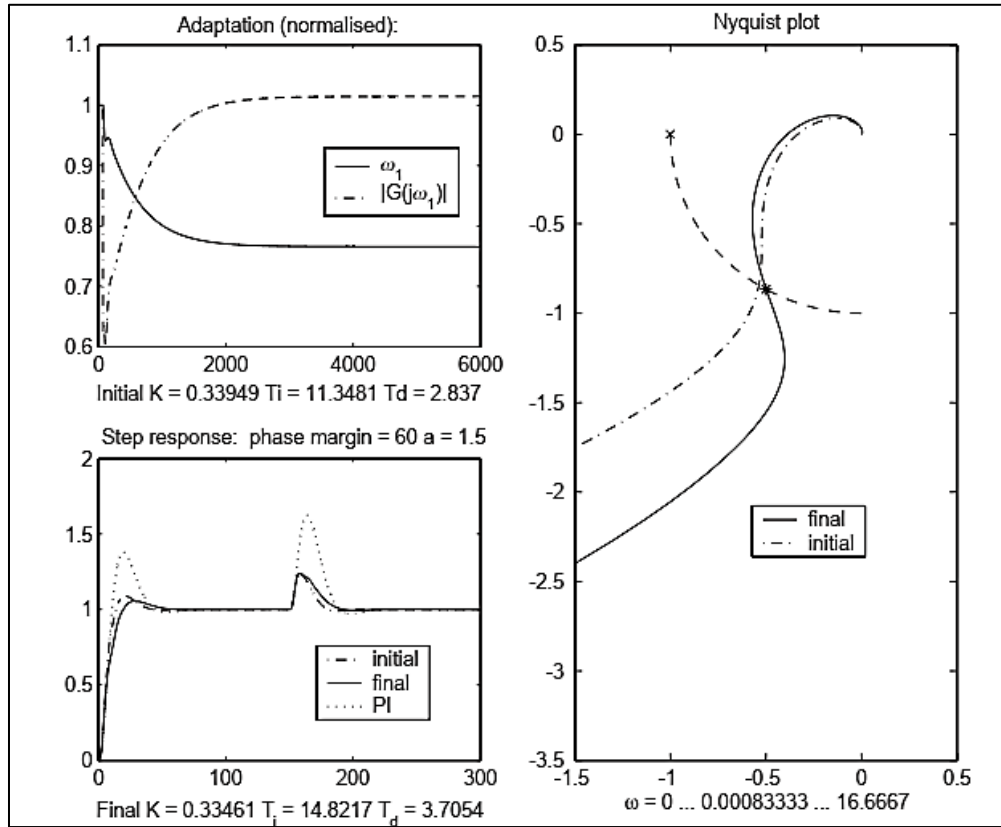 Adaptation (normalised):
1.1
1
0.9
0.8
0.7
0.6
ω1
|G(jω1)|
0 2000 4000 6000
Initial K = 0.33949 Ti = 11.3481 Td = 2.837
Step response: phase margin = 60 a = 1.5
2
1.5
1
0.5
0
initial
final
PI
0 100 200 300
Final K = 0.33461 Ti = 14.8217 Td = 3.7054
Nyquist plot
0.5
0
-0.5
-1
-1.5
-2
-2.5
-3
-3.5
final
initial
-1.5 -1 -0.5 0 0.5
ω = 0 ... 0.00083333 ... 16.6667